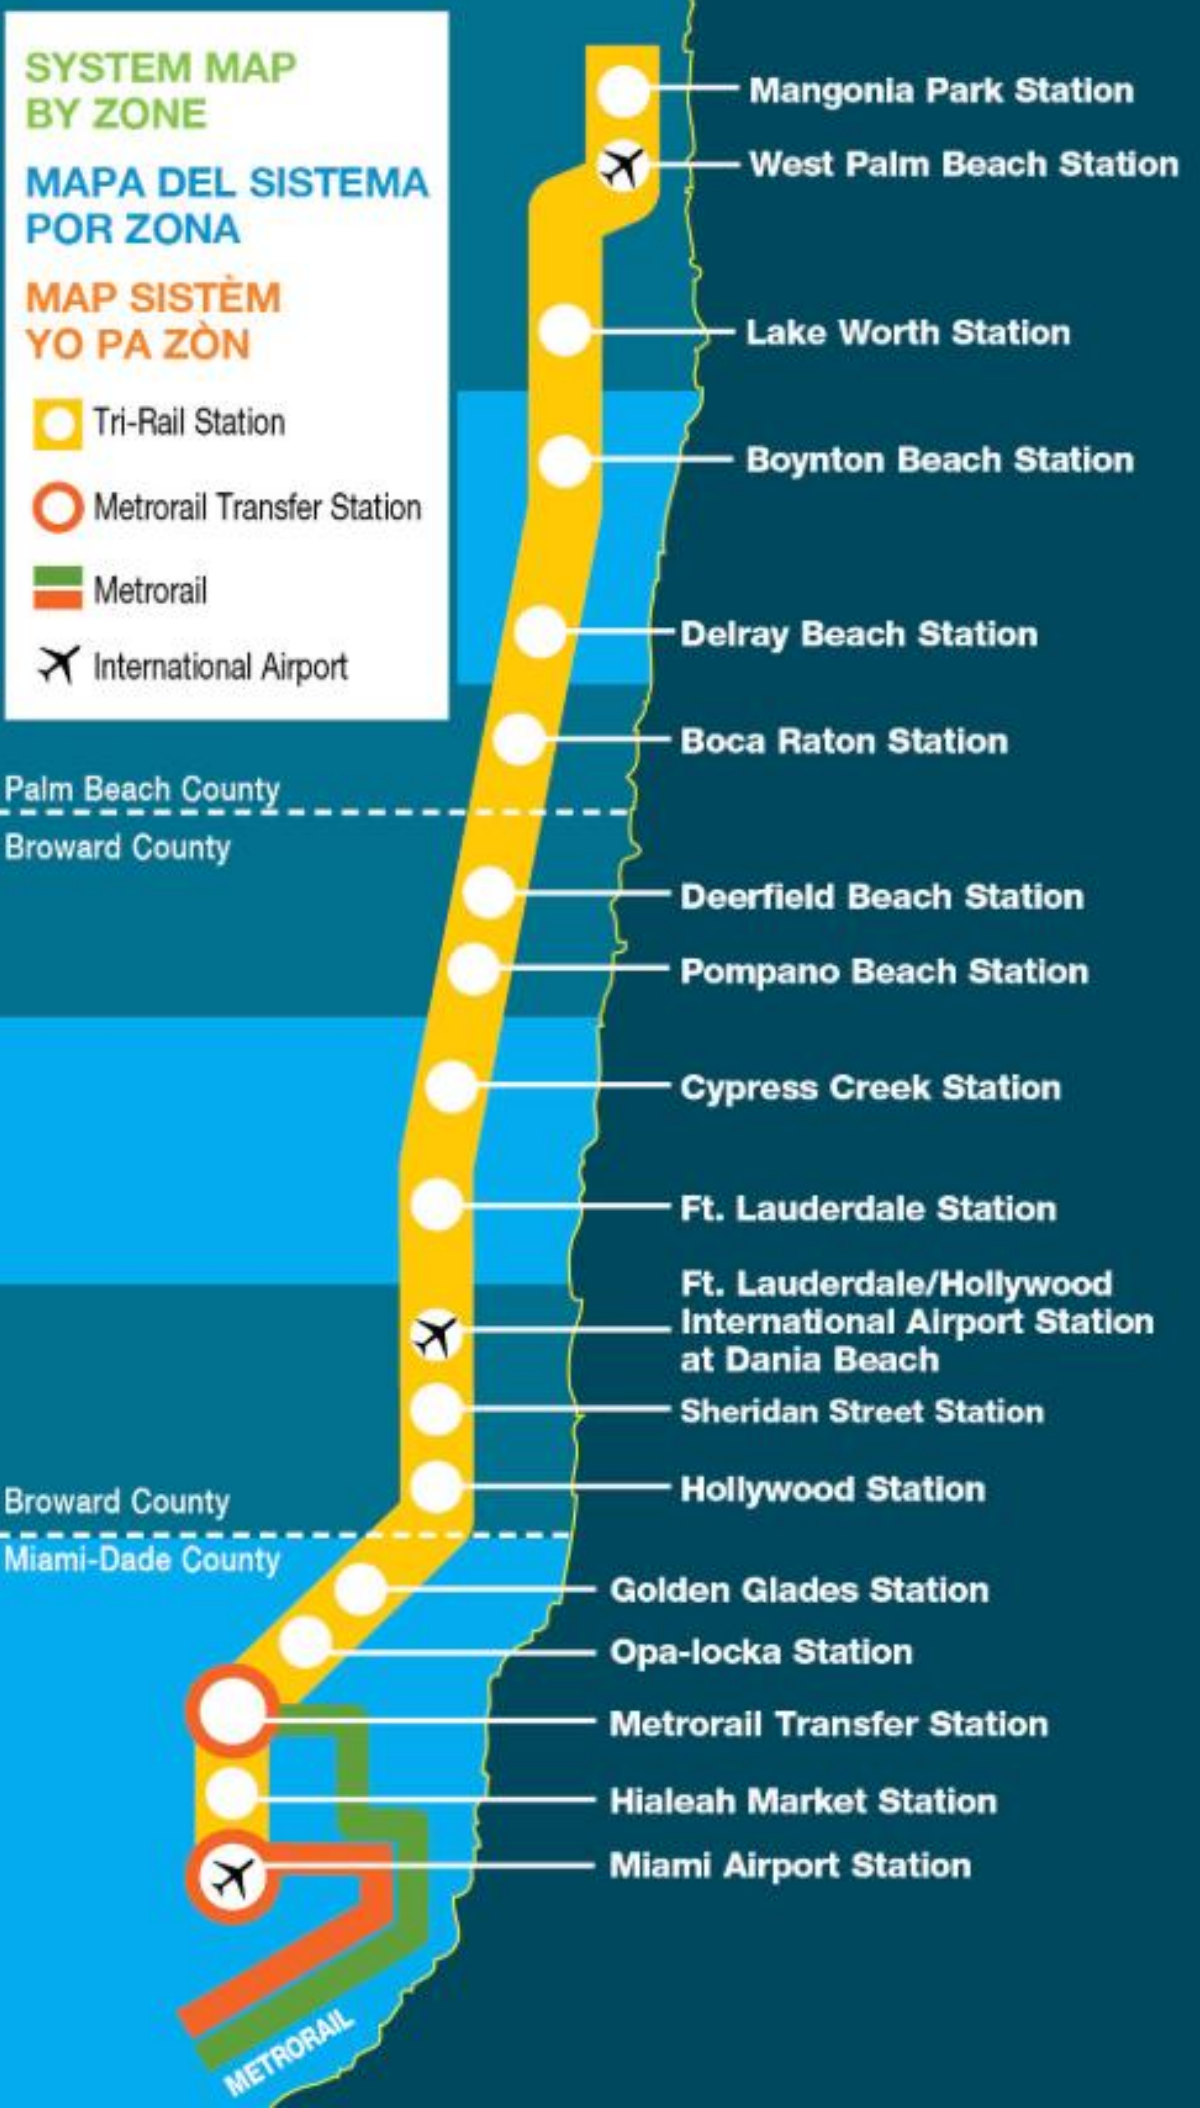 SYSTEM MAP
BY ZONE
MAPA DEL SISTEMA
POR ZONA
MAP SISTÈM
YO PA ZÒN
Tri-Rail Station
Metrorail Transfer Station
Metrorail
International Airport
Mangonia Park Station
West Palm Beach Station
Lake Worth Station
Boynton Beach Station
Delray Beach Station
Boca Raton Station
Palm Beach County
Broward County
Deerfield Beach Station
Pompano Beach Station
Cypress Creek Station
Ft. Lauderdale Station
Ft. Lauderdale/Hollywood
International Airport Station
at Dania Beach
Sheridan Street Station
Hollywood Station
Broward County
Miami-Dade County
Golden Glades Station
Opa-locka Station
Metrorail Transfer Station
Hialeah Market Station
Miami Airport Station
METRORAIL